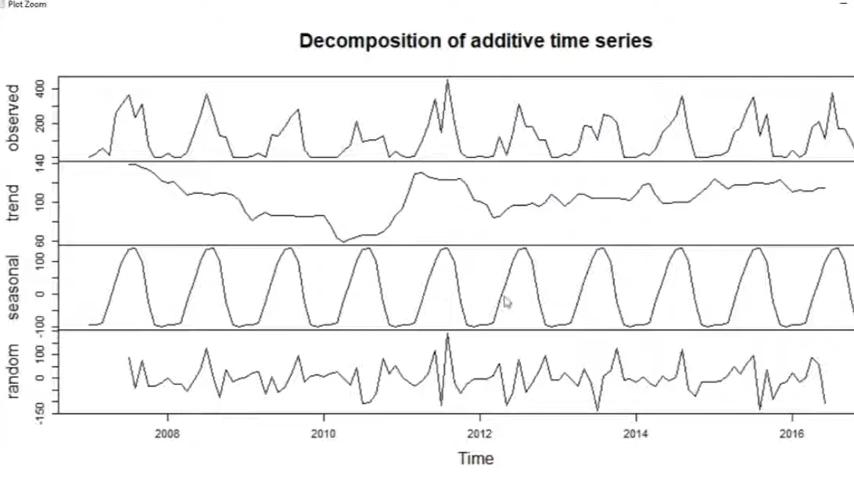 Plot Zoom
Decomposition of additive time series
observed
400
200
trend
140
100
60
seasonal
100
0
-100
random
100
0
-150
2008 2010 2012 2014 2016
Time